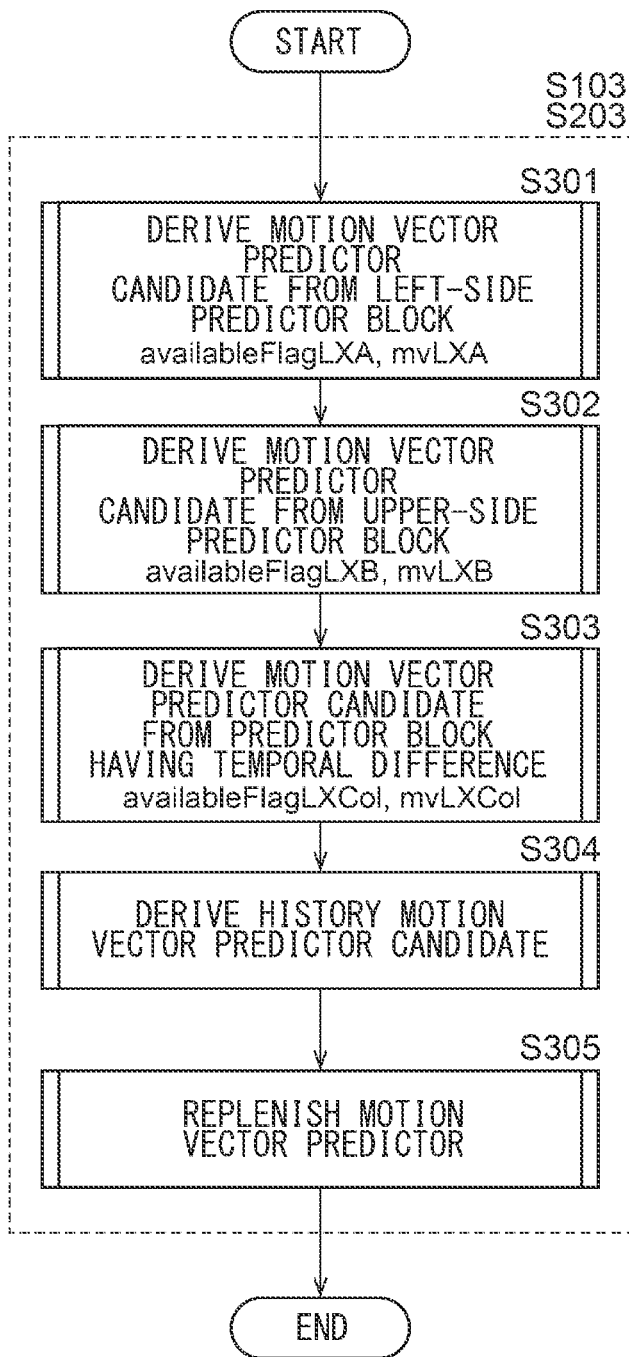 START
S103
S203
S301
DERIVE MOTION VECTOR
PREDICTOR
CANDIDATE FROM LEFT-SIDE
PREDICTOR BLOCK
availableFlagLXA, mvLXA
S302
DERIVE MOTION VECTOR
PREDICTOR
CANDIDATE FROM UPPER-SIDE
PREDICTOR BLOCK
availableFlagLXB, mvLXB
S303
DERIVE MOTION VECTOR
PREDICTOR CANDIDATE
FROM PREDICTOR BLOCK
HAVING TEMPORAL DIFFERENCE
availableFlagLXCol, mvLXCol
S304
DERIVE HISTORY MOTION
VECTOR PREDICTOR CANDIDATE
S305
REPLENISH MOTION
VECTOR PREDICTOR
END